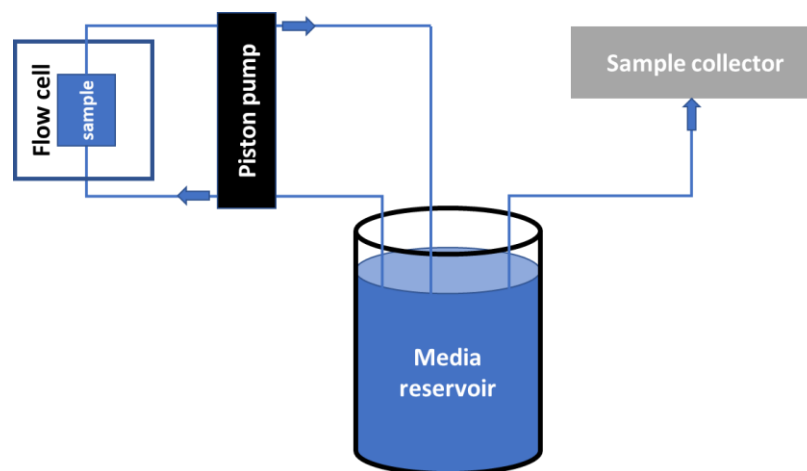 Flow cell
sample
Piston pump
Sample collector
Media
reservoir